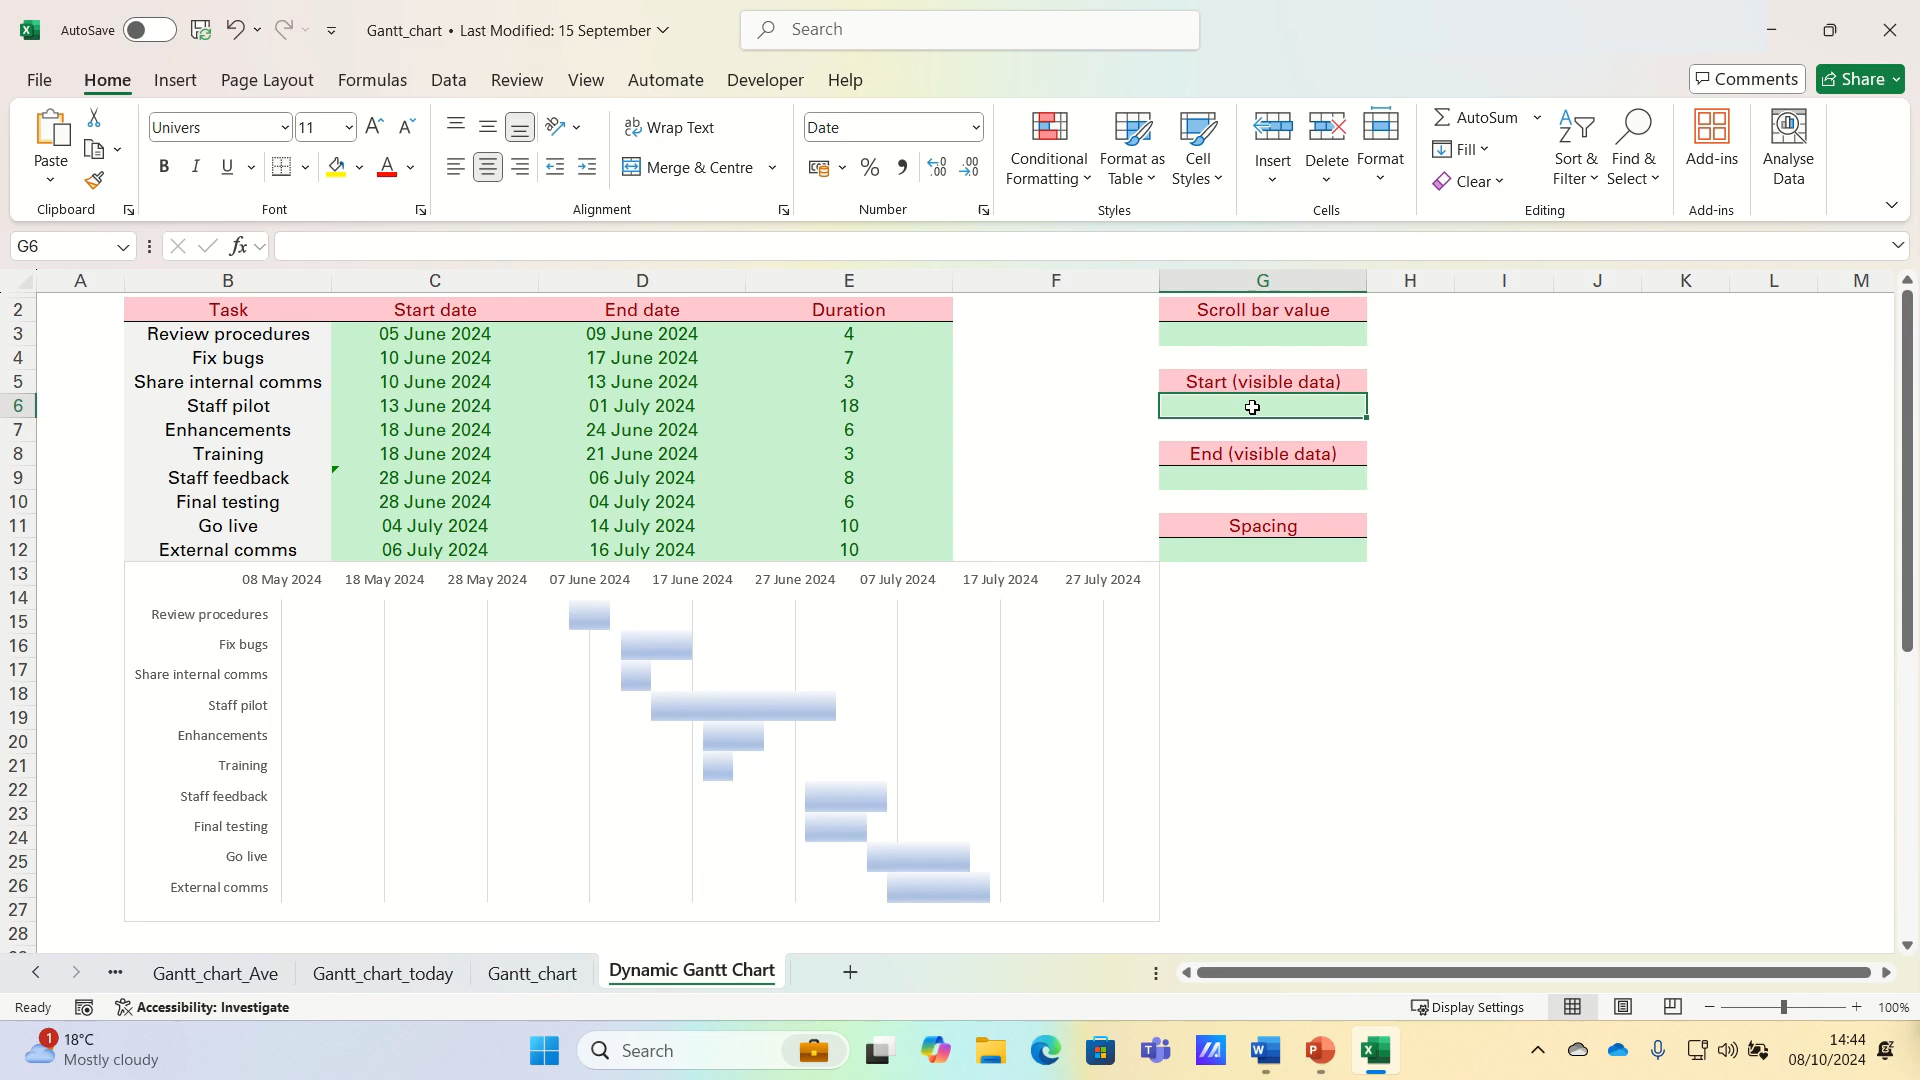 AutoSave
Gantt_chart • Last Modified: 15 September
Search
File Home Insert Page Layout Formulas Data Review View Automate Developer Help
Comments Share
Paste
Clipboard
Univers 11
B I U
Font
Wrap Text
Merge & Centre
Alignment
Date
Number
Conditional Formatting
Format as Table
Cell Styles
Styles
Insert Delete Format
Cells
AutoSum
Fill
Clear
Sort & Filter
Find & Select
Editing
Add-ins
Add-ins
Analyse Data
G6 fx
A B C D E F G H I J K L M
2 Task Start date End date Duration Scroll bar value
3 Review procedures 05 June 2024 09 June 2024 4
4 Fix bugs 10 June 2024 17 June 2024 7
5 Share internal comms 10 June 2024 13 June 2024 3 Start (visible data)
6 Staff pilot 13 June 2024 01 July 2024 18
7 Enhancements 18 June 2024 24 June 2024 6
8 Training 18 June 2024 21 June 2024 3 End (visible data)
9 Staff feedback 28 June 2024 06 July 2024 8
10 Final testing 28 June 2024 04 July 2024 6
11 Go live 04 July 2024 14 July 2024 10 Spacing
12 External comms 06 July 2024 16 July 2024 10
13 08 May 2024 18 May 2024 28 May 2024 07 June 2024 17 June 2024 27 June 2024 07 July 2024 17 July 2024 27 July 2024
14
15 Review procedures
16 Fix bugs
17 Share internal comms
18
19 Staff pilot
20 Enhancements
21 Training
22 Staff feedback
23
24 Final testing
25 Go live
26 External comms
27
28
Gantt_chart_Ave Gantt_chart_today Gantt_chart Dynamic Gantt Chart
Ready Accessibility: Investigate Display Settings 100%
1 18°C
Mostly cloudy
Search
14:44
08/10/2024